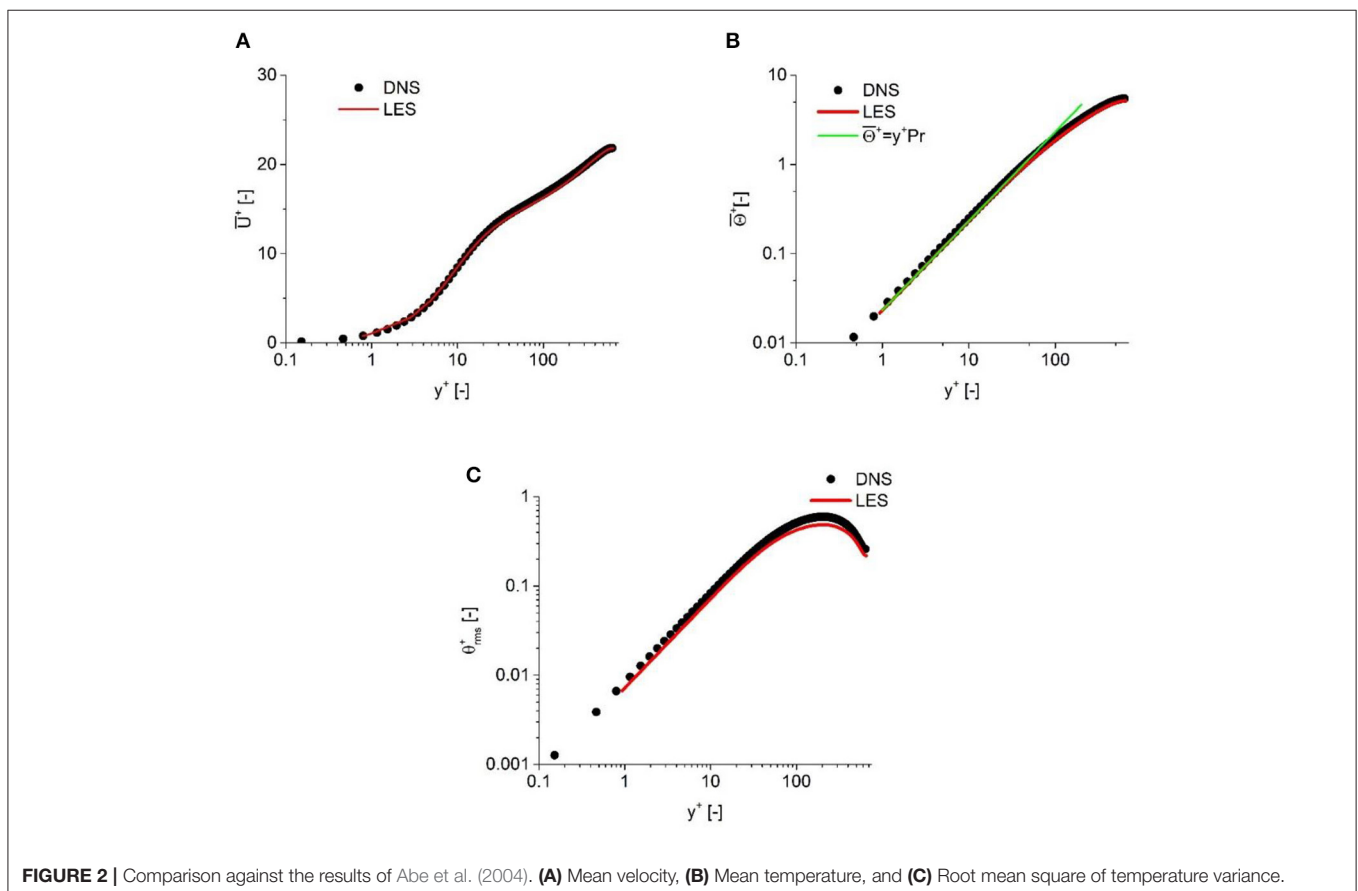 A
30
20
10
0
0.1 1 10 100
DNS
LES
U̅⁺ [-]
y⁺ [-]
B
10
1
0.1
0.01
0.1 1 10 100
DNS
LES
Θ̅⁺=y⁺Pr
Θ̅⁺[-]
y⁺ [-]
C
1
0.1
0.01
0.001
0.1 1 10 100
DNS
LES
θ⁺rms [-]
y⁺ [-]
FIGURE 2 | Comparison against the results of Abe et al. (2004). (A) Mean velocity, (B) Mean temperature, and (C) Root mean square of temperature variance.